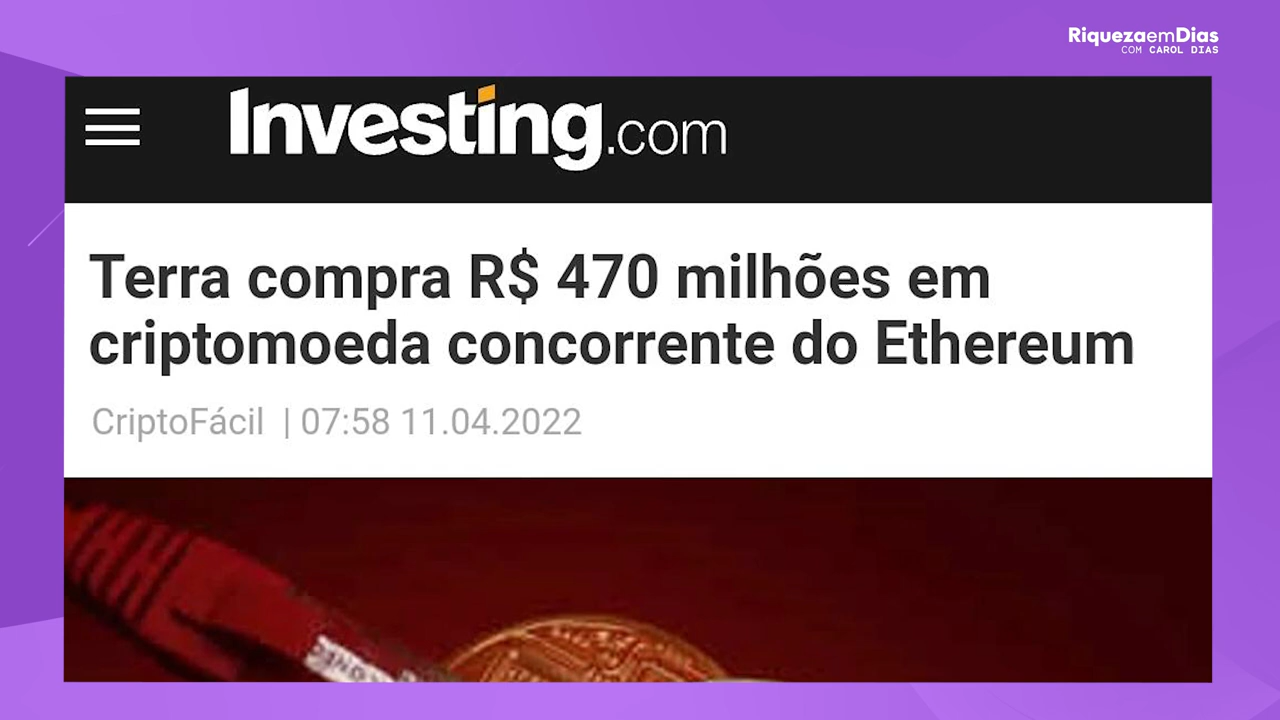 RiquezaemDias
COM CAROL DIAS
Investing.com
Terra compra R$ 470 milhões em
criptomoeda concorrente do Ethereum
CriptoFácil | 07:58 11.04.2022